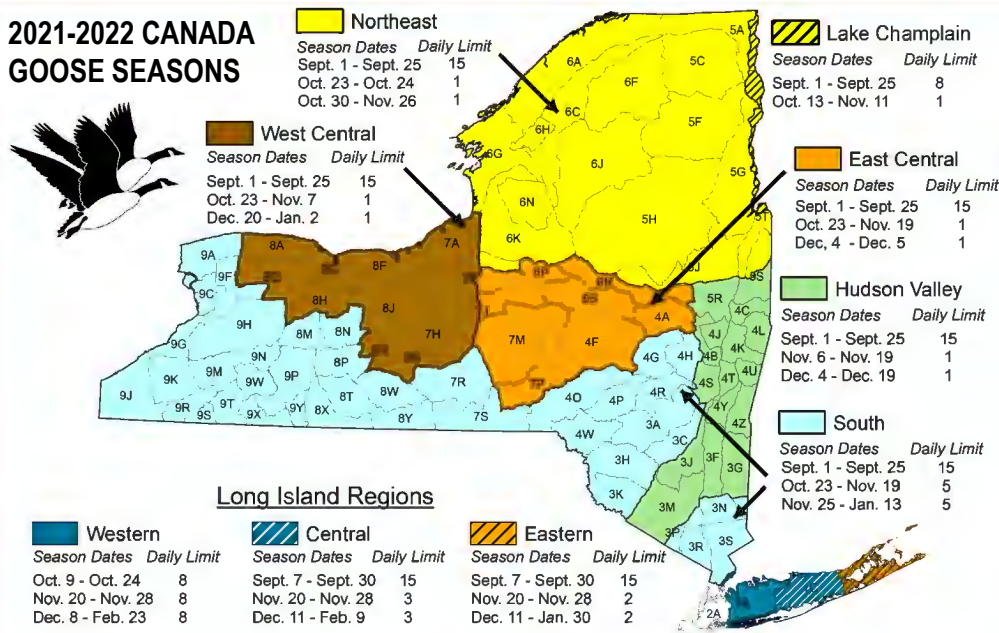 2021-2022 CANADA
GOOSE SEASONS
Northeast
Season Dates Daily Limit
Sept. 1 - Sept. 25 15
Oct. 23 - Oct. 24 1
Oct. 30 - Nov. 26 1
Lake Champlain
Season Dates Daily Limit
Sept. 1 - Sept. 25 8
Oct. 13 - Nov. 11 1
West Central
Season Dates Daily Limit
Sept. 1 - Sept. 25 15
Oct. 23 - Nov. 7 1
Dec. 20 - Jan. 2 1
East Central
Season Dates Daily Limit
Sept. 1 - Sept. 25 15
Oct. 23 - Nov. 19 1
Dec, 4 - Dec. 5 1
Hudson Valley
Season Dates Daily Limit
Sept. 1 - Sept. 25 15
Nov. 6 - Nov. 19 1
Dec. 4 - Dec. 19 1
South
Season Dates Daily Limit
Sept. 1 - Sept. 25 15
Oct. 23 - Nov. 19 5
Nov. 25 - Jan. 13 5
5A
6A
5C
6F
6C
6H
5F
6G
6J
5G
6N
5H
5T
6K
7A
8A
9A
8F
9F
9C
8H
8J
7H
9H
8M
8N
9G
8P
9N
9M
9K
9W
9P
9J
9T
9R
9S
9X
9Y
8X
8T
8W
8Y
7R
7S
7M
4F
4A
5R
4C
4L
4J
4K
4B
4G
4H
4U
4T
4S
4R
4O
4P
4Y
4Z
3A
4W
3C
3H
3J
3F
3G
3K
3M
3N
3P
3R
3S
2A
Long Island Regions
Western
Season Dates Daily Limit
Oct. 9 - Oct. 24 8
Nov. 20 - Nov. 28 8
Dec. 8 - Feb. 23 8
Central
Season Dates Daily Limit
Sept. 7 - Sept. 30 15
Nov. 20 - Nov. 28 3
Dec. 11 - Feb. 9 3
Eastern
Season Dates Daily Limit
Sept. 7 - Sept. 30 15
Nov. 20 - Nov. 28 2
Dec. 11 - Jan. 30 2